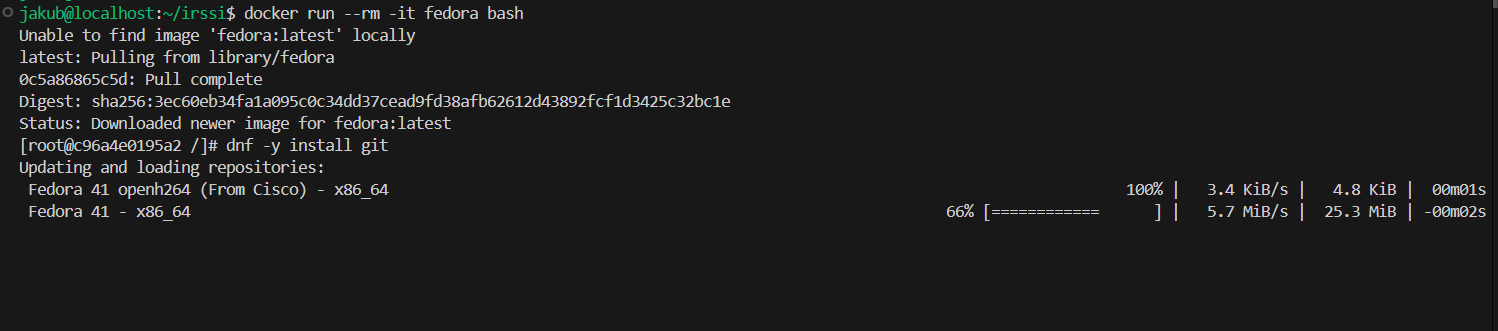 jakub@localhost:~/irssi$ docker run --rm -it fedora bash
Unable to find image 'fedora:latest' locally
latest: Pulling from library/fedora
0c5a86865c5d: Pull complete
Digest: sha256:3ec60eb34fa1a095c0c34dd37cead9fd38afb62612d43892fcf1d3425c32bc1e
Status: Downloaded newer image for fedora:latest
[root@c96a4e0195a2 /]# dnf -y install git
Updating and loading repositories:
Fedora 41 openh264 (From Cisco) - x86_64 100% | 3.4 KiB/s | 4.8 KiB | 00m01s
Fedora 41 - x86_64 66% [============ ] | 5.7 MiB/s | 25.3 MiB | -00m02s